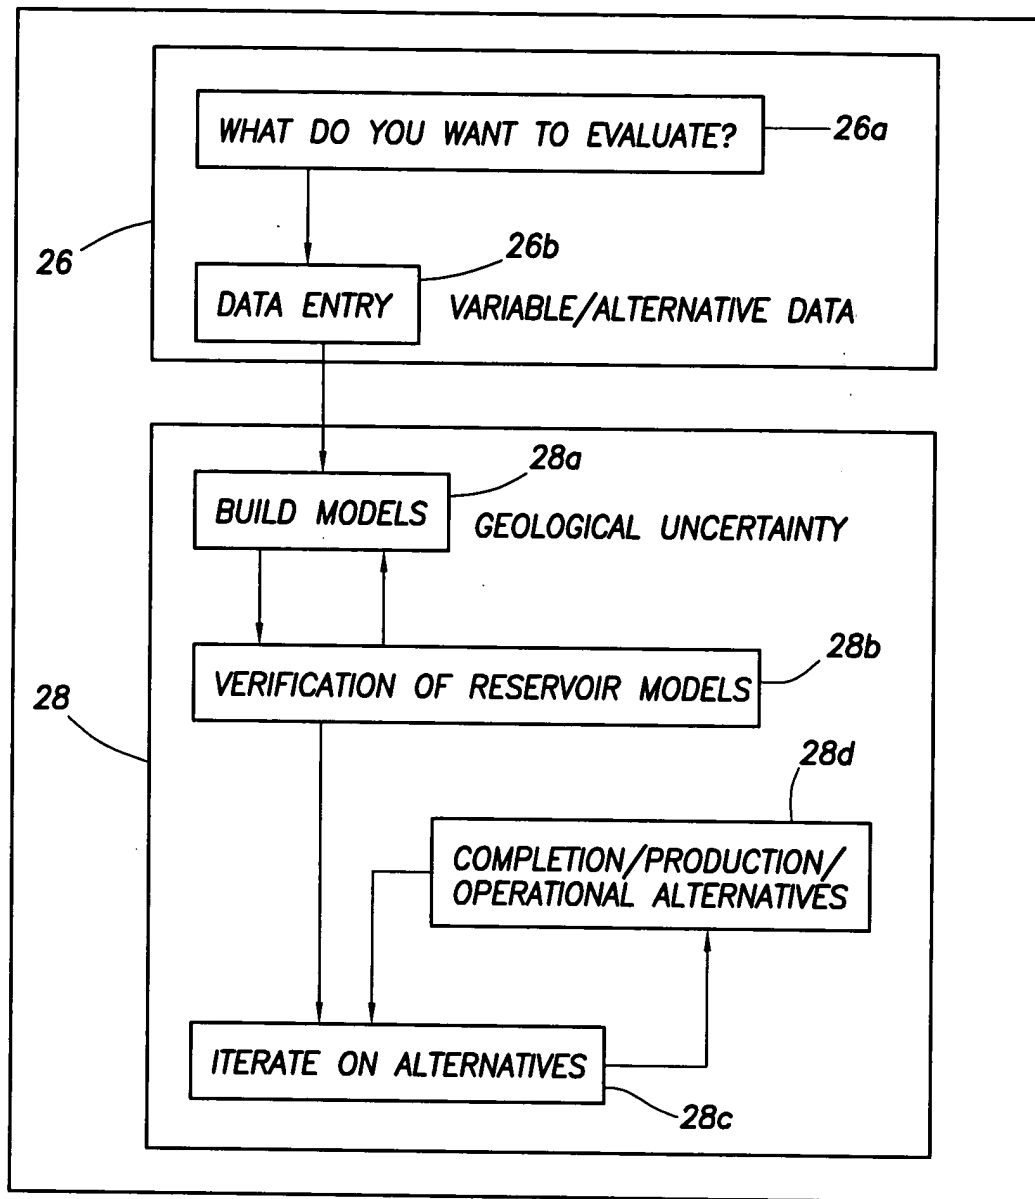 WHAT DO YOU WANT TO EVALUATE?
26a
26
26b
DATA ENTRY
VARIABLE/ALTERNATIVE DATA
28a
BUILD MODELS
GEOLOGICAL UNCERTAINTY
28b
VERIFICATION OF RESERVOIR MODELS
28
28d
COMPLETION/PRODUCTION/
OPERATIONAL ALTERNATIVES
ITERATE ON ALTERNATIVES
28c